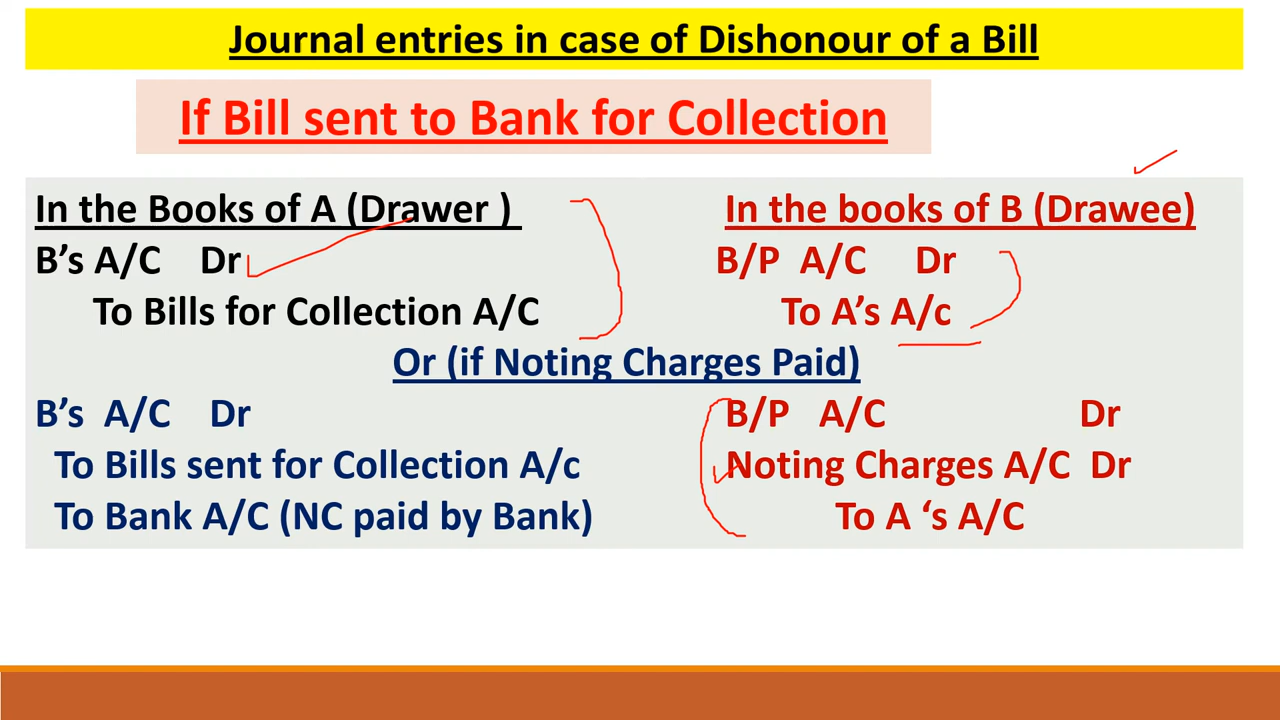 Journal entries in case of Dishonour of a Bill
If Bill sent to Bank for Collection
In the Books of A (Drawer )
B’s A/C Dr
To Bills for Collection A/C
In the books of B (Drawee)
B/P A/C Dr
To A’s A/c
Or (if Noting Charges Paid)
B’s A/C Dr
To Bills sent for Collection A/c
To Bank A/C (NC paid by Bank)
B/P A/C Dr
Noting Charges A/C Dr
To A ‘s A/C